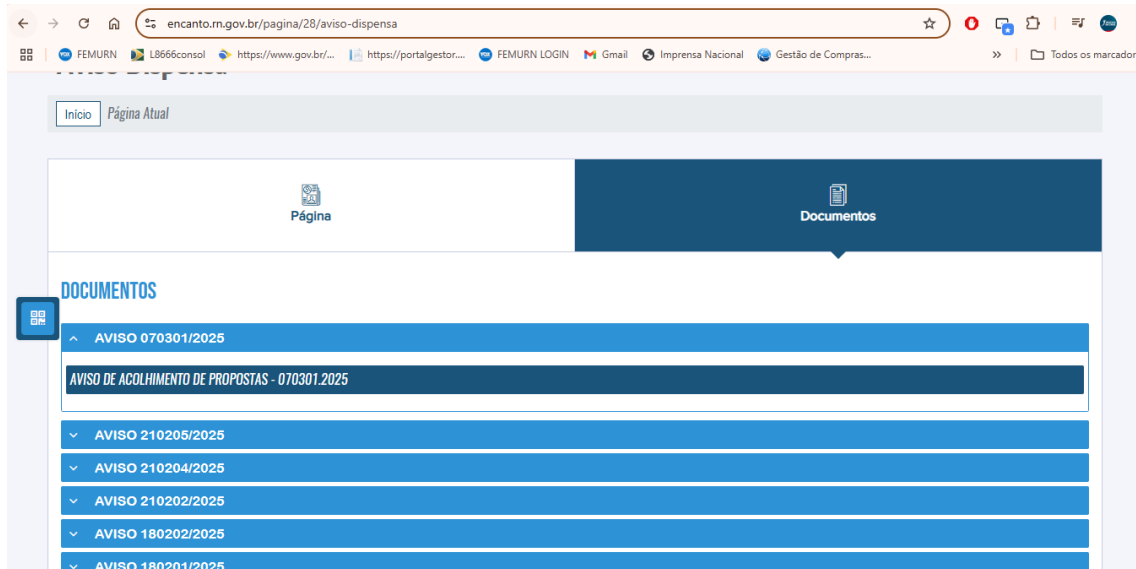 encanto.rn.gov.br/pagina/28/aviso-dispensa
FEMURN L8666consol https://www.gov.br/... https://portalgestor.... FEMURN LOGIN Gmail Imprensa Nacional Gestão de Compras... » Todos os marcador
Aviso Dispensa
Início Página Atual
Página Documentos
DOCUMENTOS
AVISO 070301/2025
AVISO DE ACOLHIMENTO DE PROPOSTAS - 070301.2025
AVISO 210205/2025
AVISO 210204/2025
AVISO 210202/2025
AVISO 180202/2025
AVISO 180201/2025